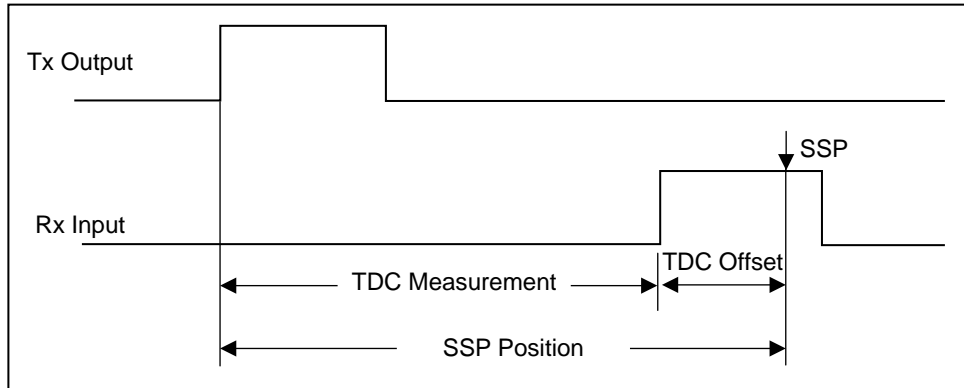 Tx Output
SSP
Rx Input
TDC Offset
TDC Measurement
SSP Position